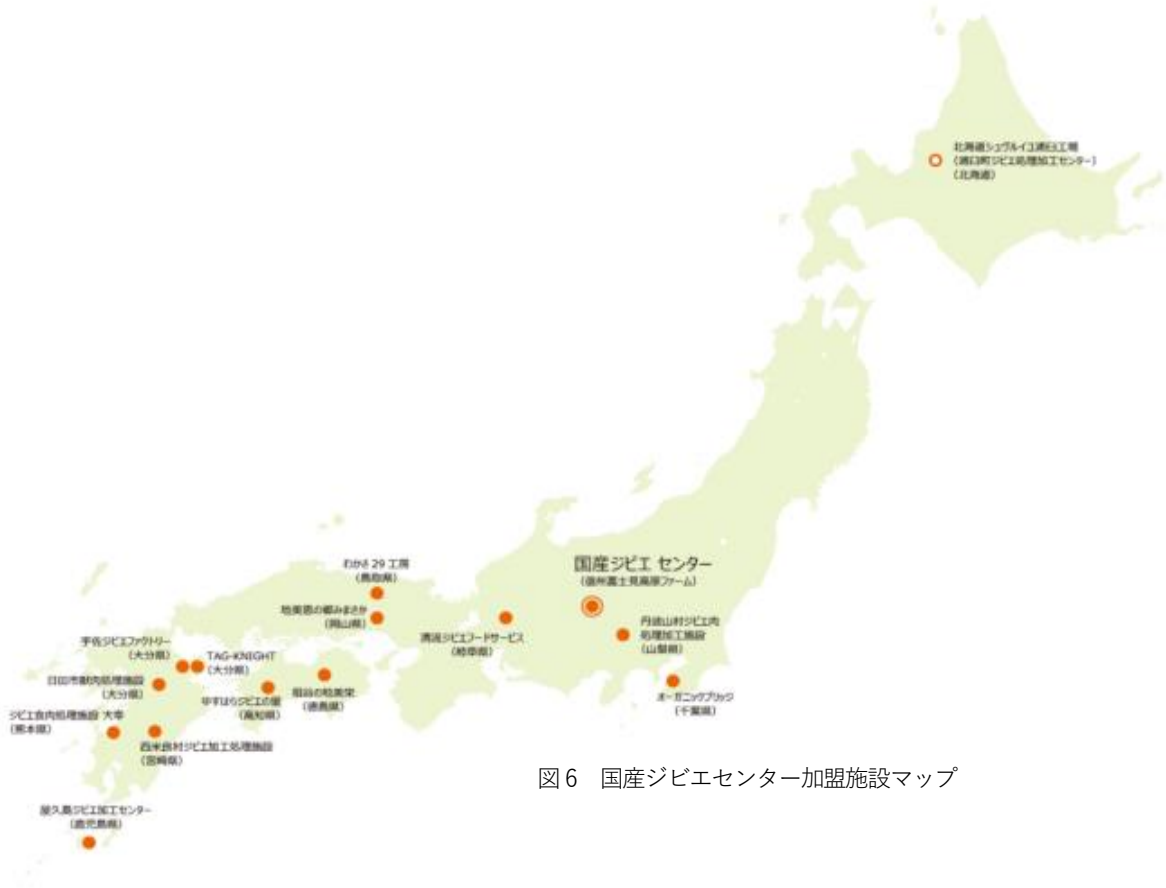 北海道シュヴルイユ浦臼工場
(浦臼町ジビエ処理加工センター)
(北海道)
国産ジビエ センター
(信州富士見高原ファーム)
丹波山村ジビエ肉
処理加工施設
(山梨県)
オーガニックブリッジ
(千葉県)
清流ジビエフードサービス
(岐阜県)
わかさ 29 工房
(鳥取県)
地美恵の郷みまさか
(岡山県)
祖谷の地美栄
(徳島県)
ゆすはらジビエの里
(高知県)
宇佐ジビエファクトリー
(大分県)
TAG-KNIGHT
(大分県)
日田市獣肉処理施設
(大分県)
ジビエ食肉処理施設
(熊本県)
西米良村ジビエ加工処理施設
(宮崎県)
屋久島ジビエ加工センター
(鹿児島県)
図6 国産ジビエセンター加盟施設マップ